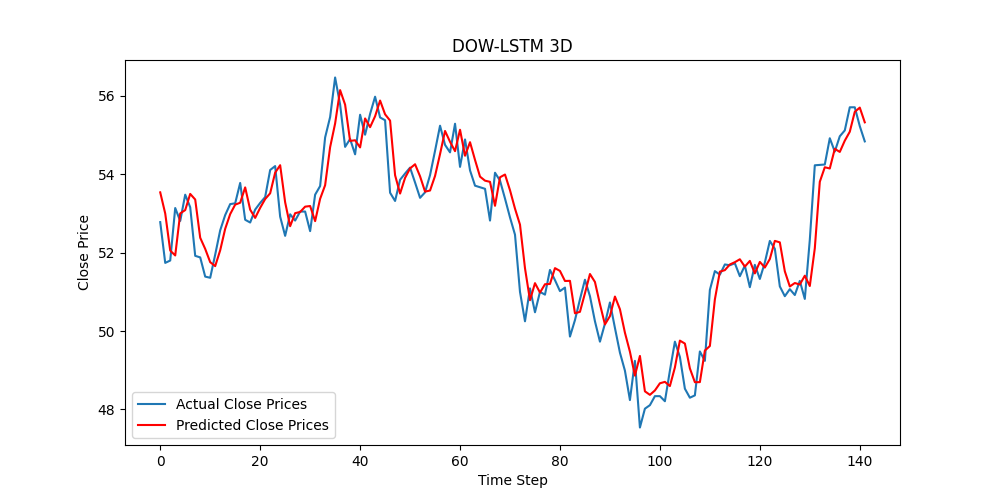 DOW-LSTM 3D
Close Price
56
54
52
50
48
Actual Close Prices
Predicted Close Prices
0 20 40 60 80 100 120 140
Time Step